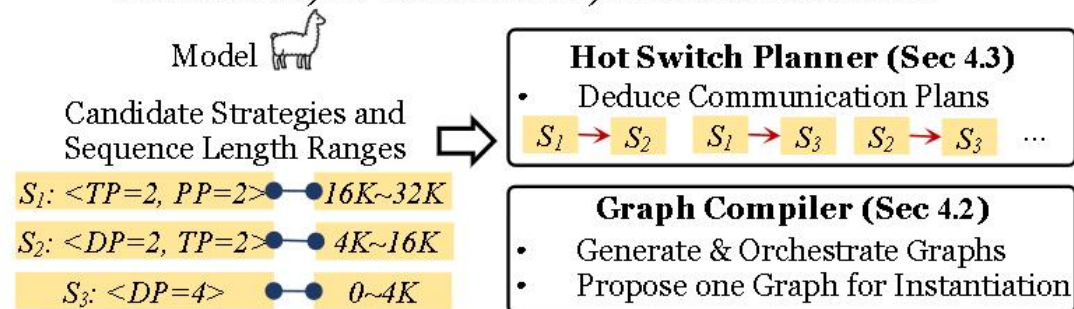 Model
Candidate Strategies and
Sequence Length Ranges
S1: <TP=2, PP=2> 16K~32K
S2: <DP=2, TP=2> 4K~16K
S3: <DP=4> 0~4K
Hot Switch Planner (Sec 4.3)
• Deduce Communication Plans
S1 → S2 S1 → S3 S2 → S3 ...
Graph Compiler (Sec 4.2)
• Generate & Orchestrate Graphs
• Propose one Graph for Instantiation